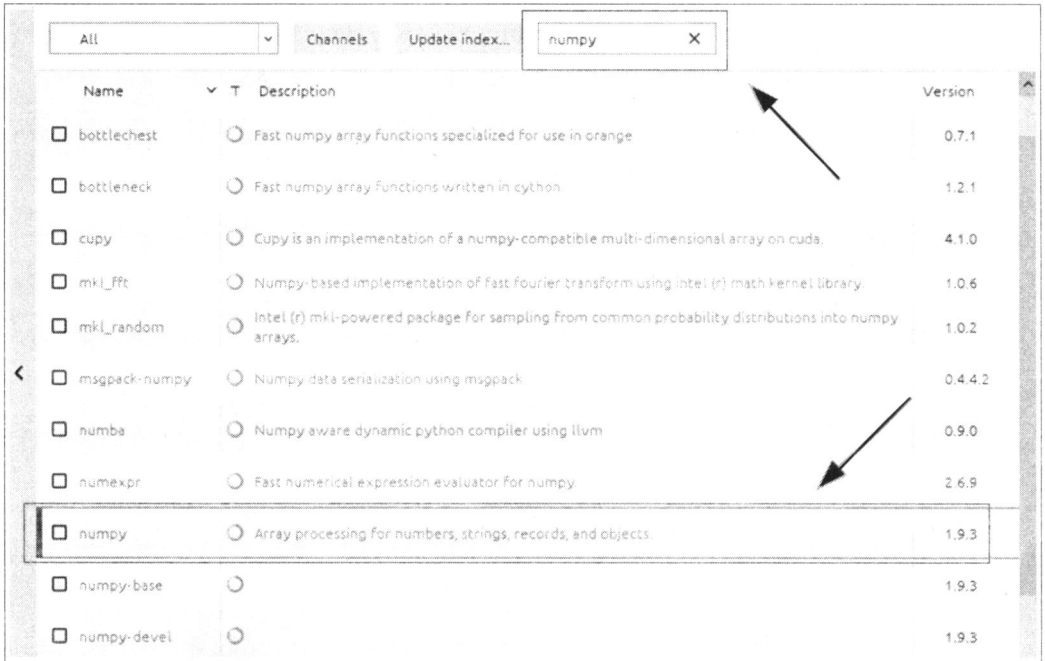 All Channels Update index... numpy
Name T Description Version
bottlechest Fast numpy array functions specialized for use in orange 0.7.1
bottleneck Fast numpy array functions written in cython 1.2.1
cupy Cupy is an implementation of a numpy-compatible multi-dimensional array on cuda. 4.1.0
mkl_fft Numpy-based implementation of fast fourier transform using intel (r) math kernel library. 1.0.6
mkl_random Intel (r) mkl-powered package for sampling from common probability distributions into numpy 1.0.2
arrays.
msgpack-numpy Numpy data serialization using msgpack 0.4.4.2
numba Numpy aware dynamic python compiler using llvm 0.9.0
numexpr Fast numerical expression evaluator for numpy. 2.6.9
numpy Array processing for numbers, strings, records, and objects. 1.9.3
numpy-base 1.9.3
numpy-devel 1.9.3